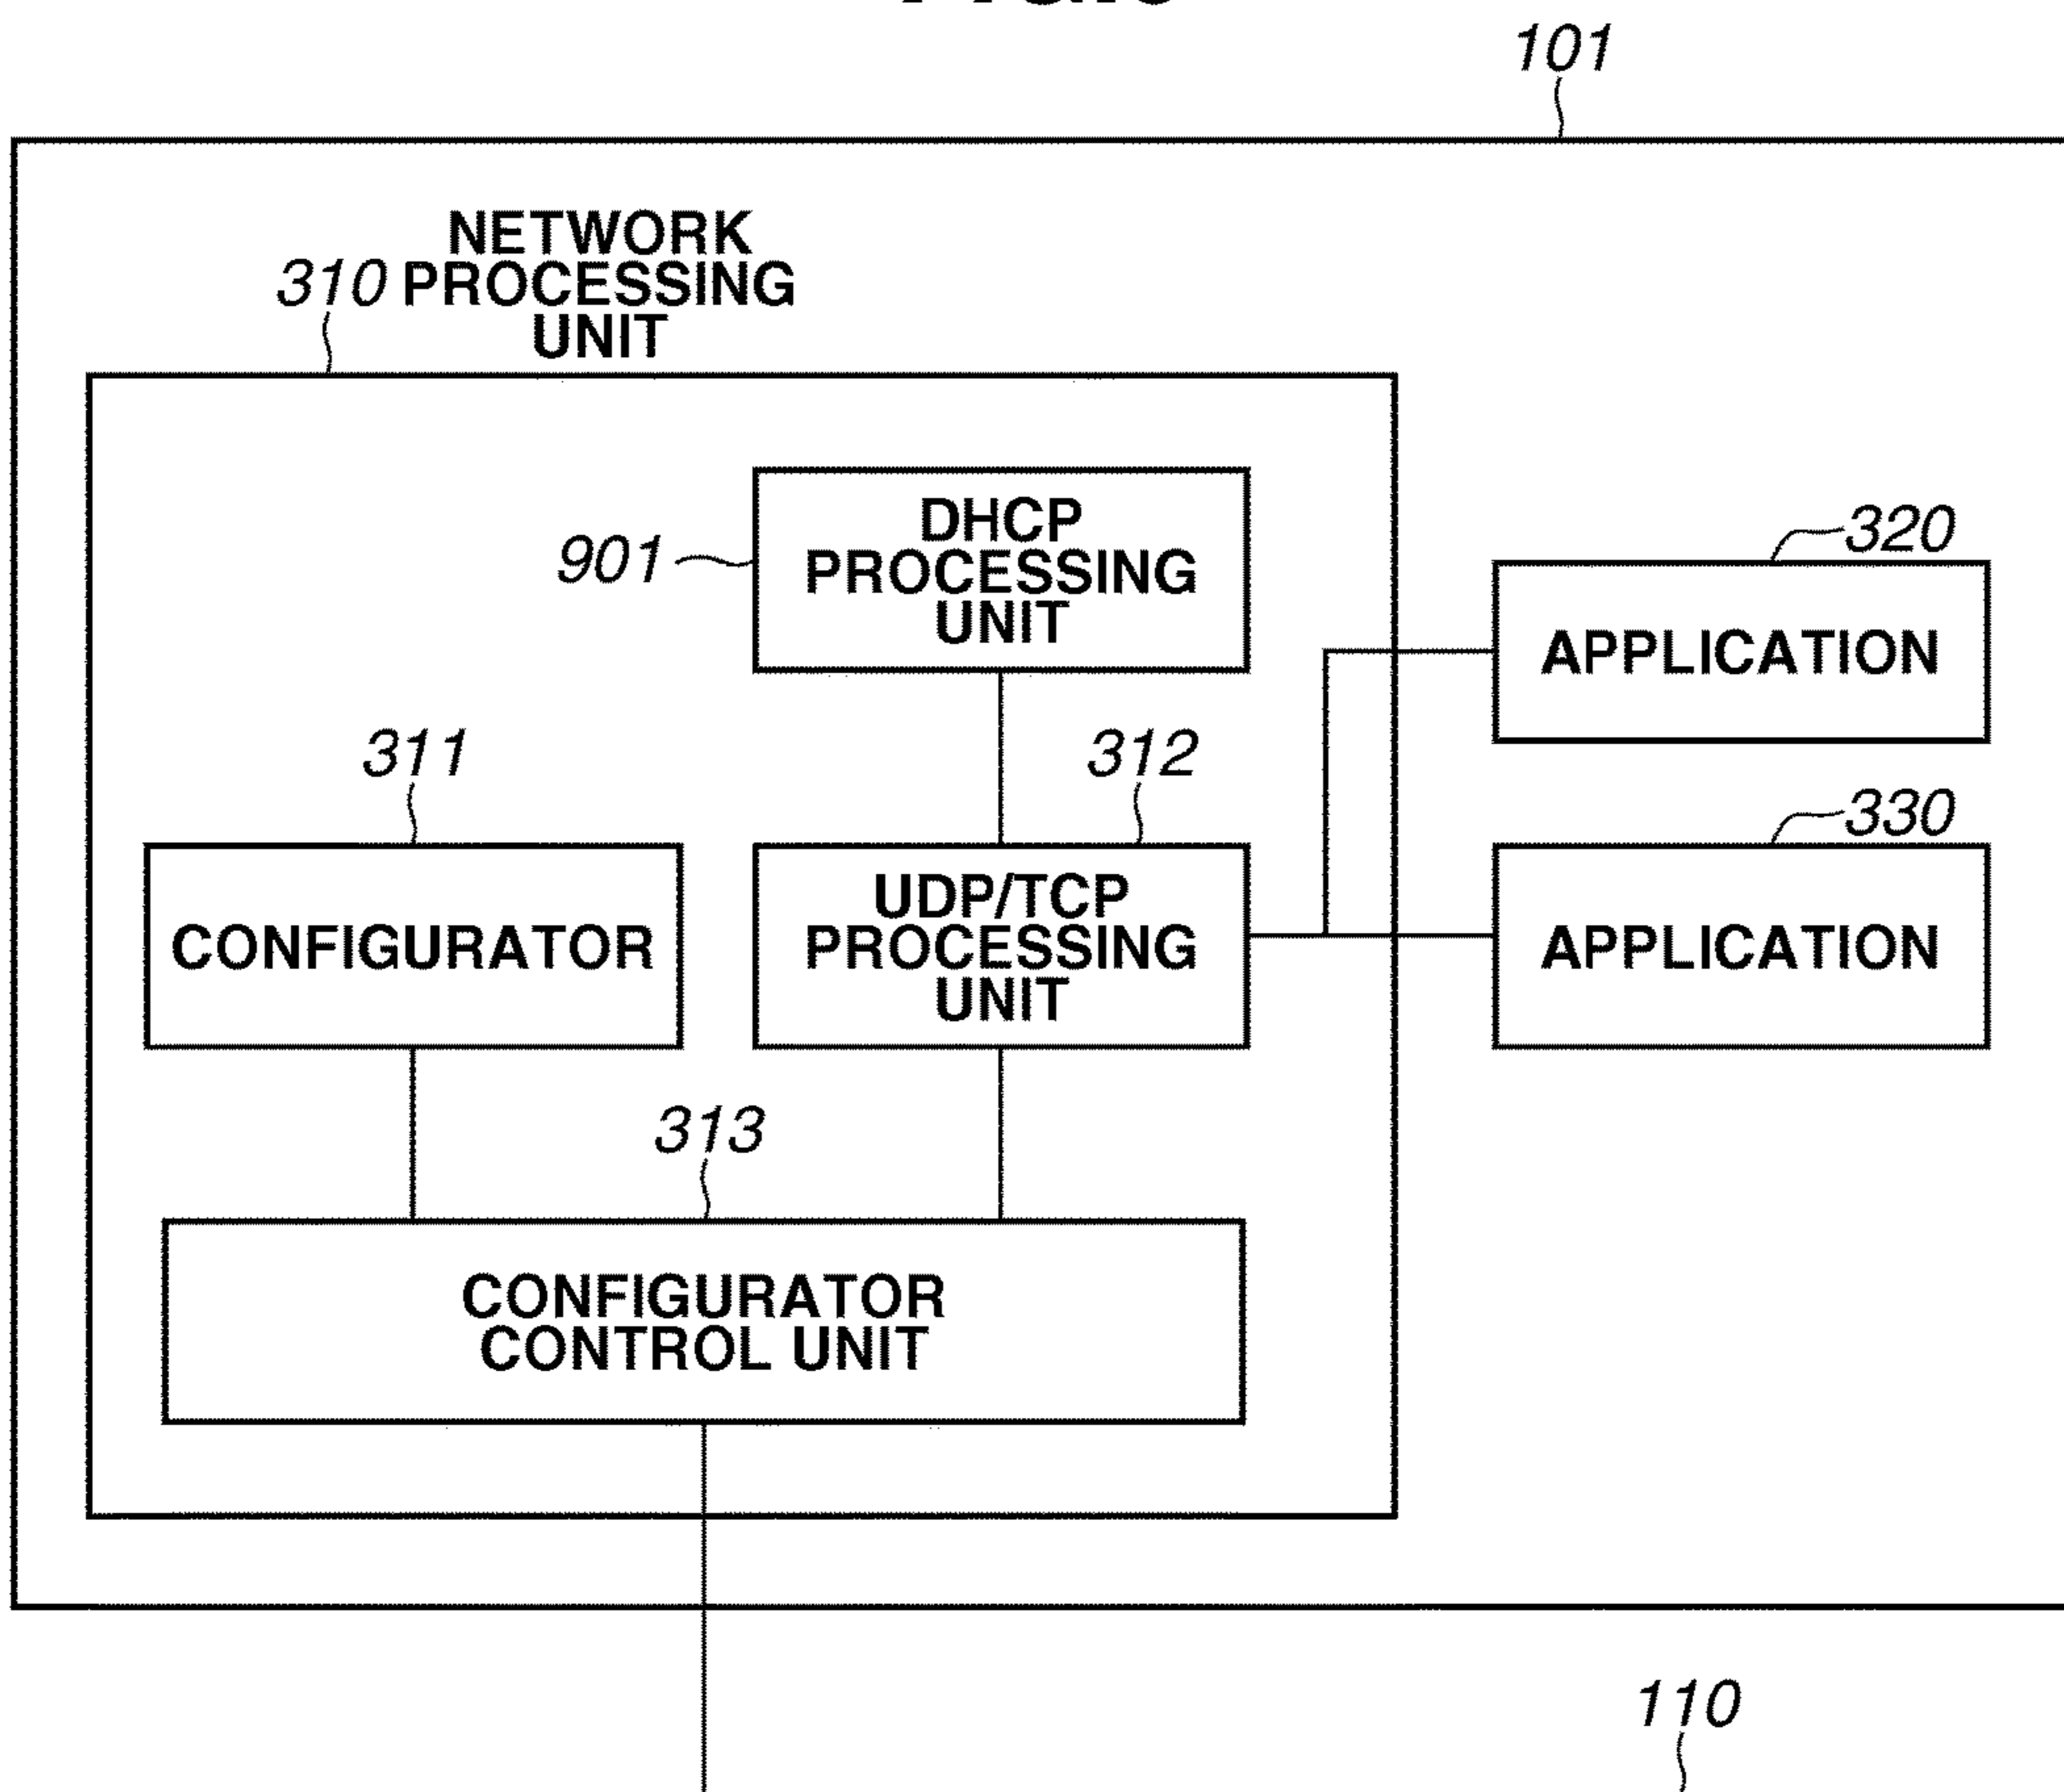 101
NETWORK
310 PROCESSING
UNIT
DHCP
901 PROCESSING
UNIT
320
APPLICATION
311
312
330
CONFIGURATOR
UDP/TCP
PROCESSING
UNIT
APPLICATION
313
CONFIGURATOR
CONTROL UNIT
110